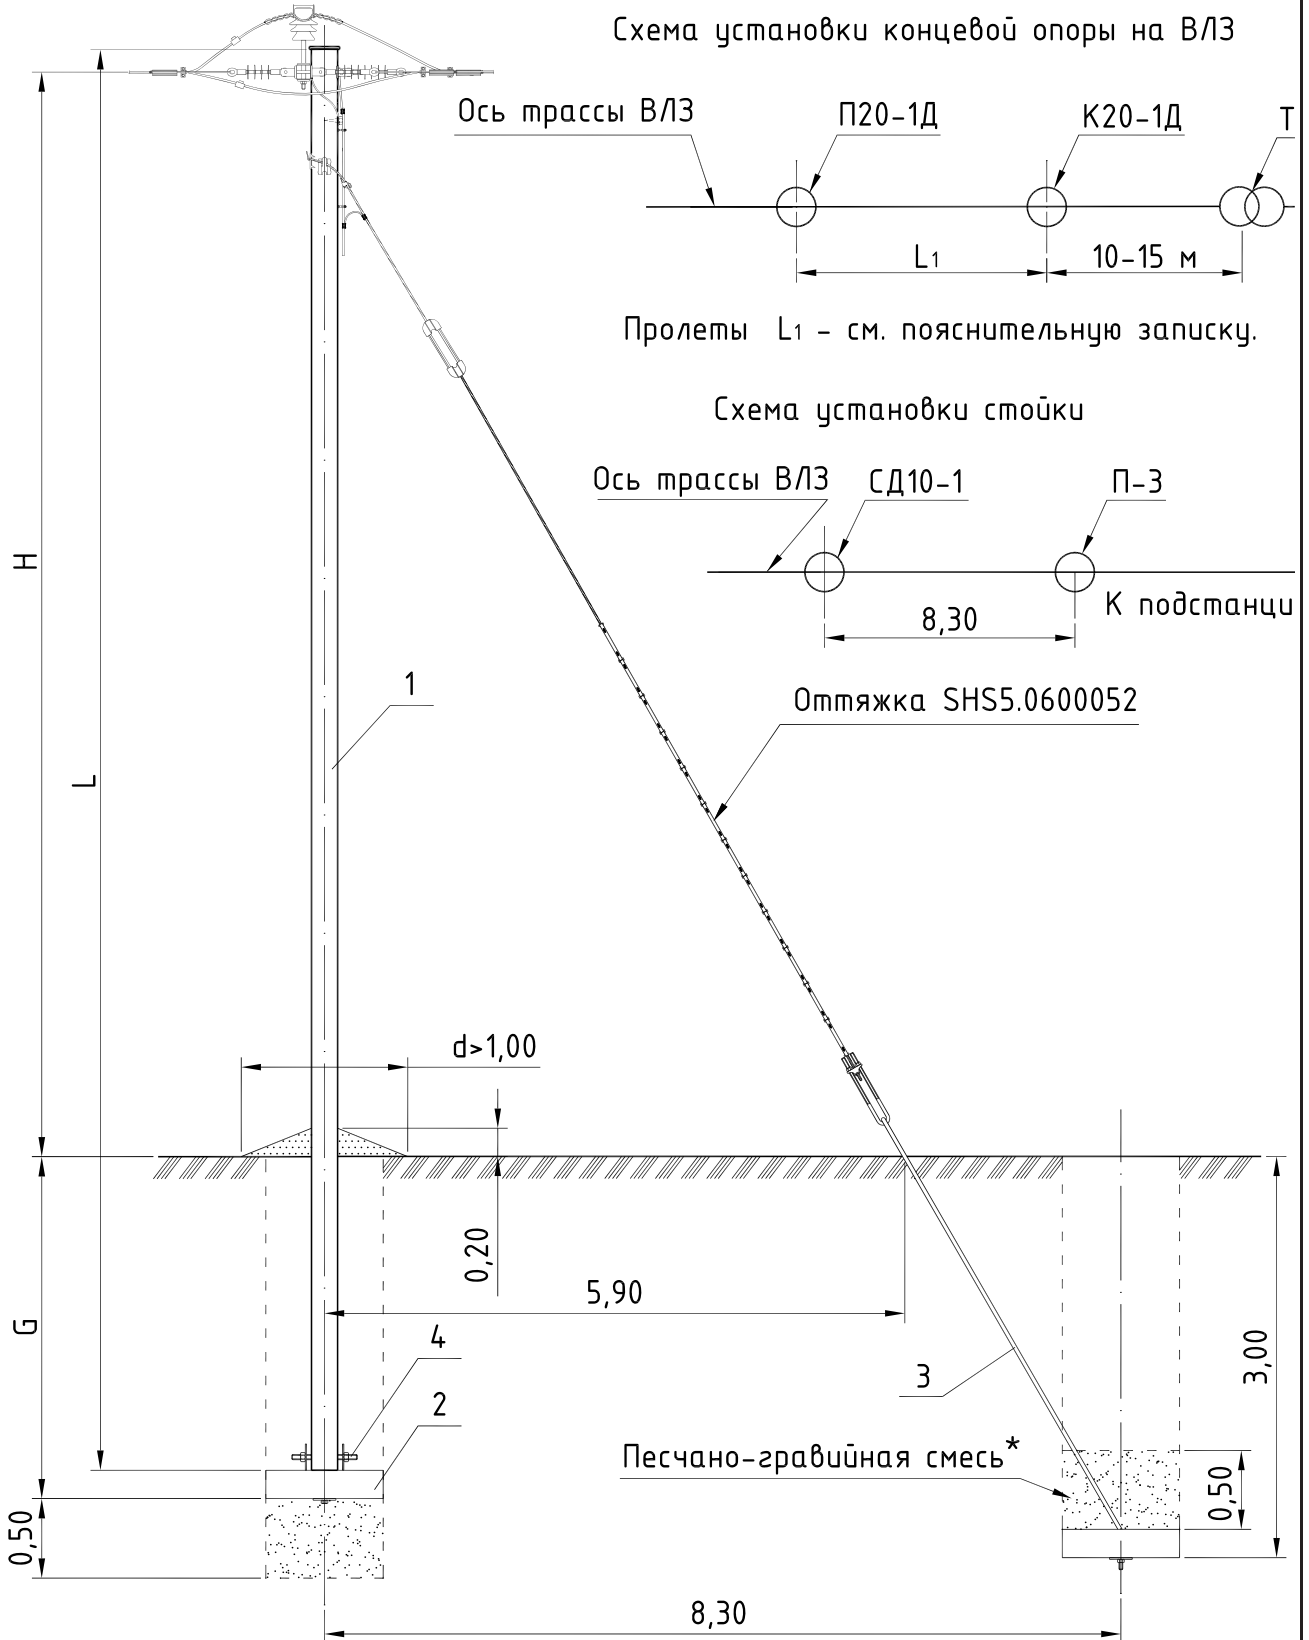 Схема установки концевой опоры на ВЛЗ
Ось трассы ВЛЗ
П20-1Д
К20-1Д
Т
L1
10-15 м
Пролеты L1 - см. пояснительную записку.
Схема установки стойки
Ось трассы ВЛЗ
СД10-1
П-3
К подстанци
8,30
H
L
1
Оттяжка SHS5.0600052
d>1,00
0,20
5,90
G
4
2
3
3,00
Песчано-гравийная смесь*
0,50
0,50
8,30